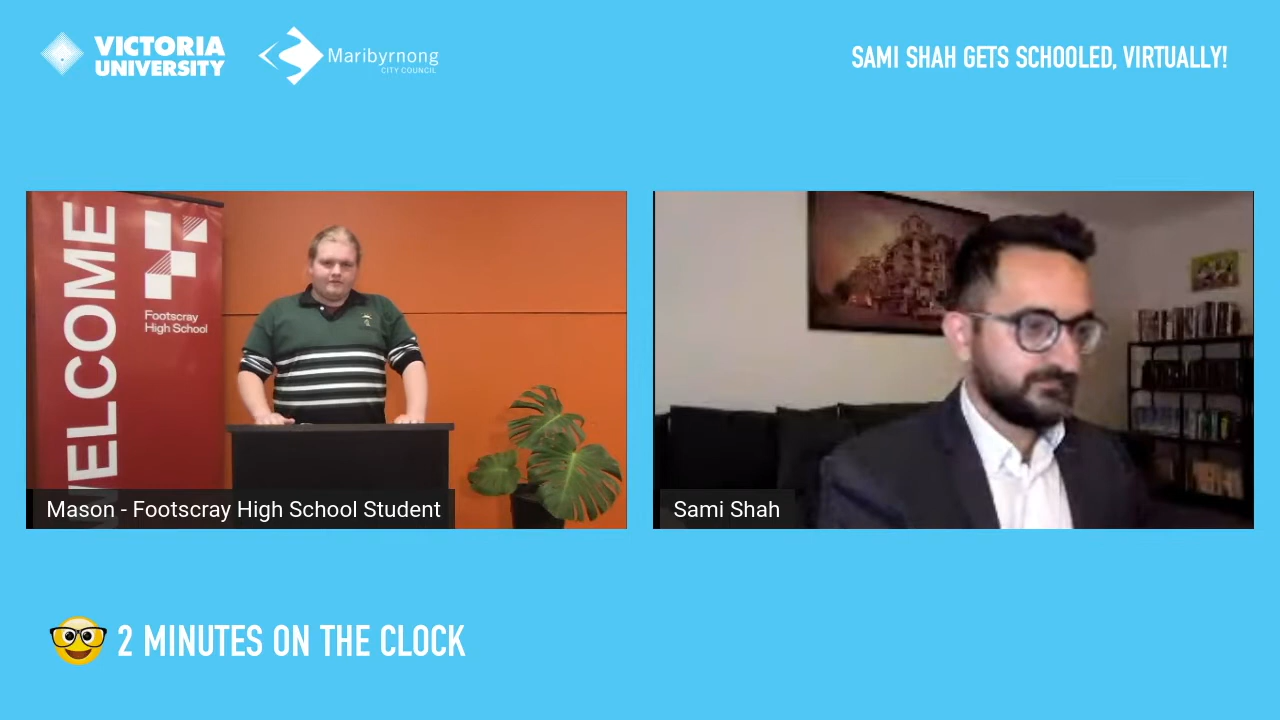 VICTORIA
UNIVERSITY
Maribyrnong
CITY COUNCIL
SAMI SHAH GETS SCHOOLED, VIRTUALLY!
WELCOME
Footscray
High School
Mason - Footscray High School Student
Sami Shah
2 MINUTES ON THE CLOCK